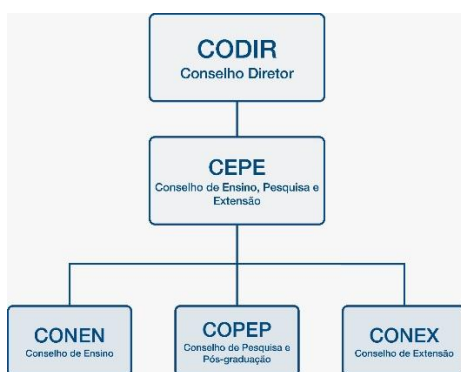 CODIR
Conselho Diretor
CEPE
Conselho de Ensino, Pesquisa e
Extensão
CONEN
Conselho de Ensino
COPEP
Conselho de Pesquisa e
Pós-graduação
CONEX
Conselho de Extensão